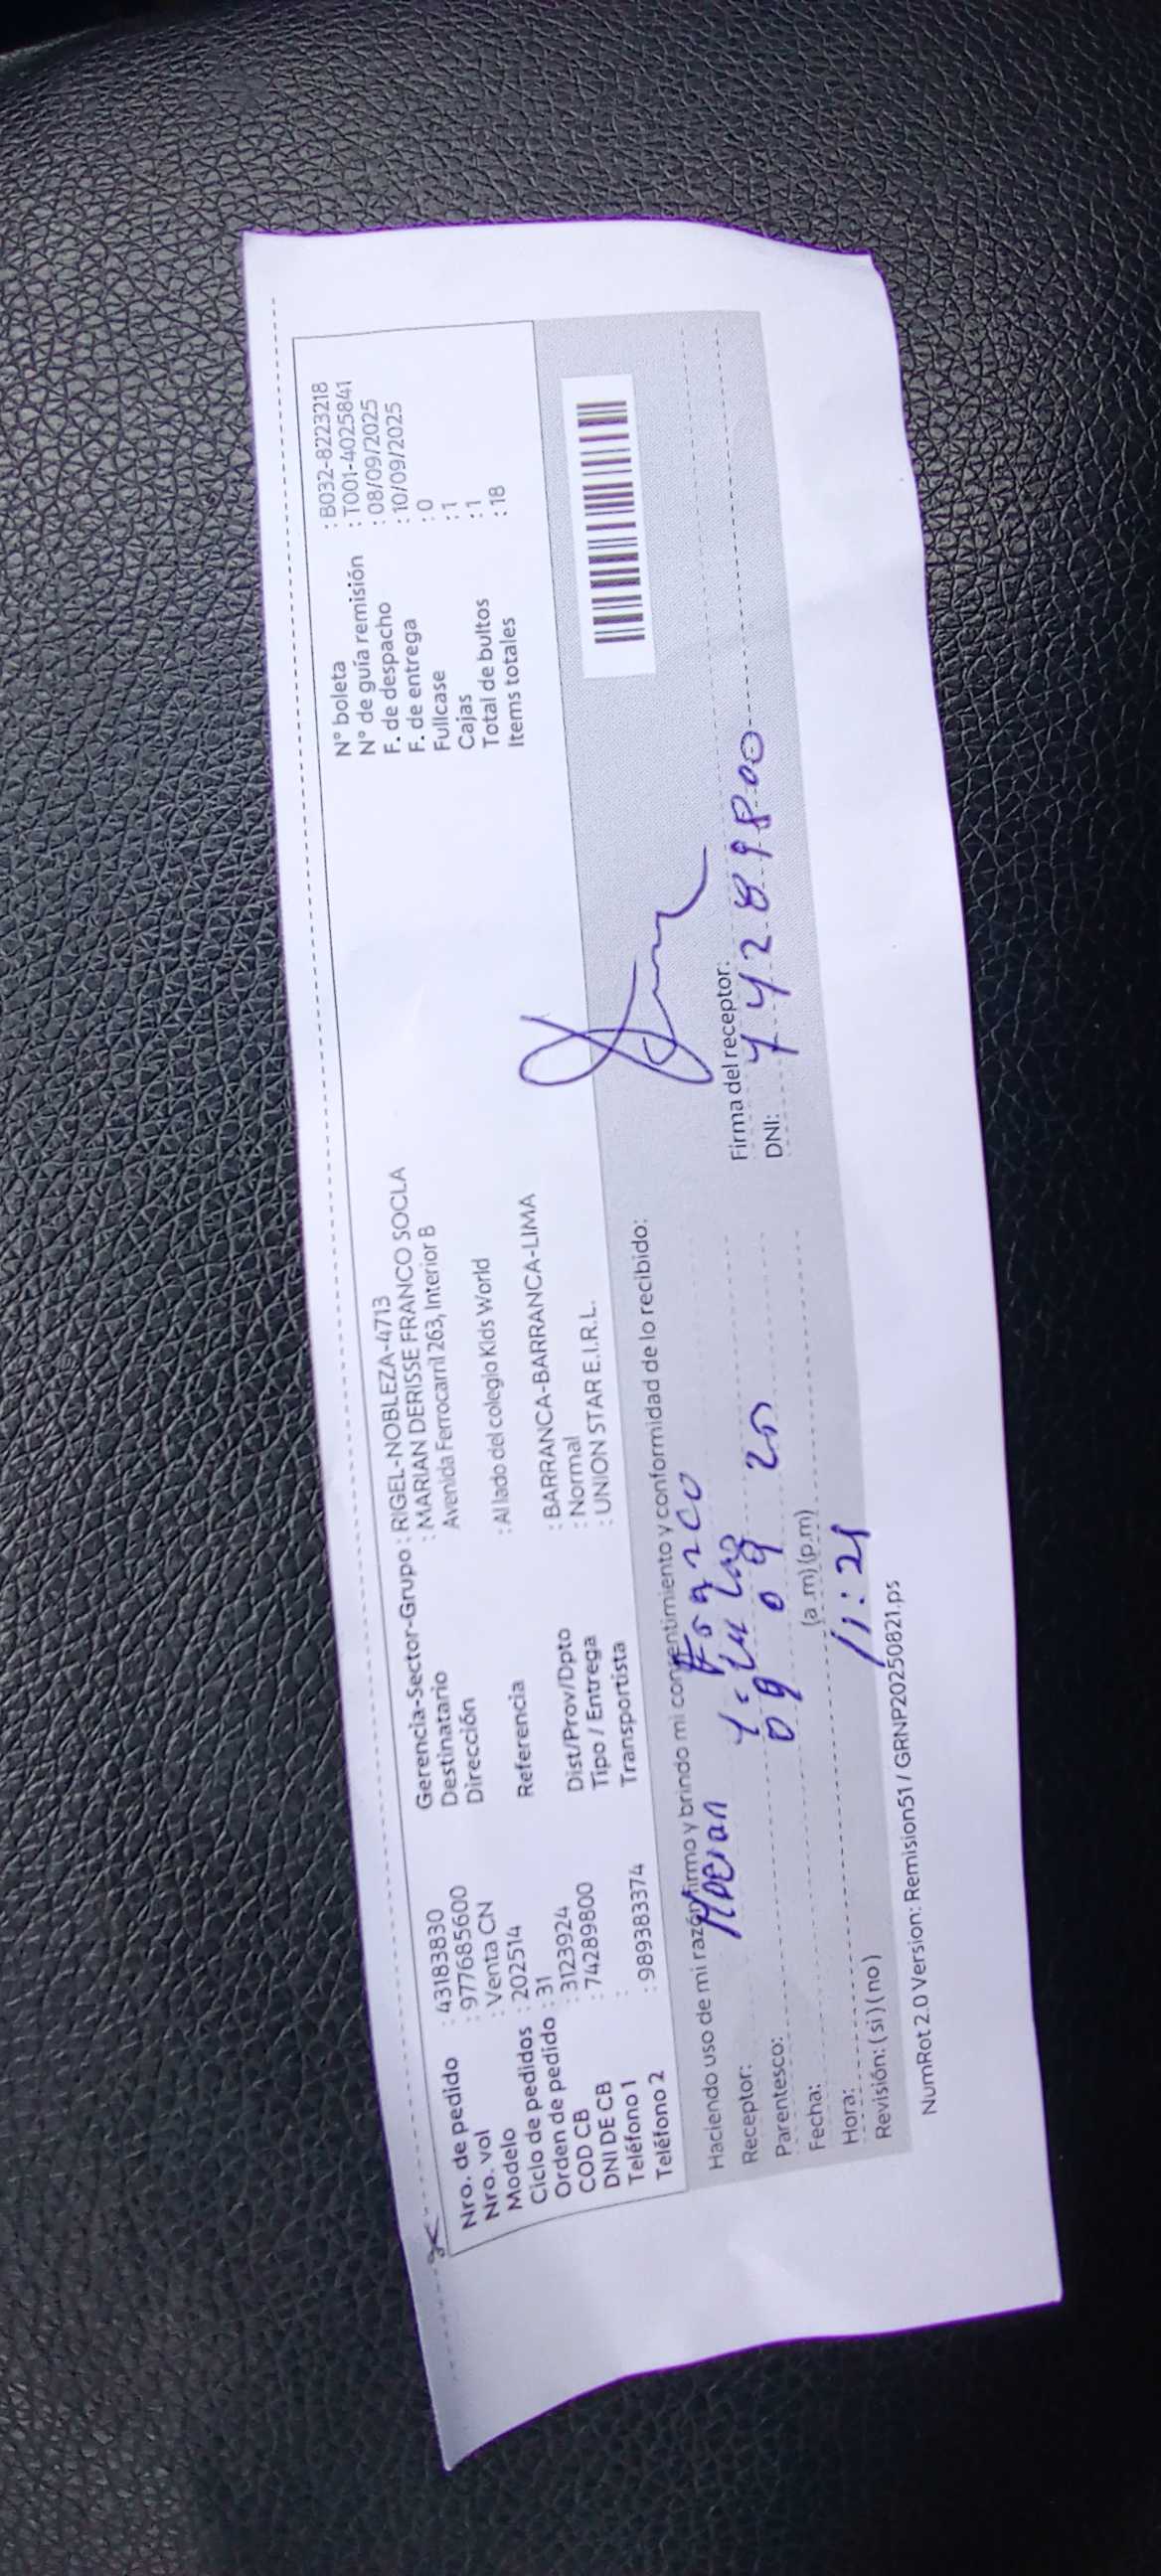 Nro. de pedido : 43183830
Nro. vol : 977685600
Modelo : Venta CN
Ciclo de pedidos : 202514
Orden de pedido : 31
COD CB : 3123924
DNI DE CB : 74289800
Teléfono 1 :
Teléfono 2 : 989383374
Gerencia-Sector-Grupo : RIGEL-NOBLEZA-4713
Destinatario : MARIAN DERISSE FRANCO SOCLA
Dirección Avenida Ferrocarril 263, Interior B
Referencia : Al lado del colegio Kids World
Dist/Prov/Dpto : BARRANCA-BARRANCA-LIMA
Tipo / Entrega : Normal
Transportista : UNION STAR E.I.R.L.
N° boleta : B032-8223218
N° de guía remisión : T001-4025841
F. de despacho : 08/09/2025
F. de entrega : 10/09/2025
Fullcase : 0
Cajas : 1
Total de bultos : 1
Items totales : 18
Haciendo uso de mi razón firmo y brindo mi consentimiento y conformidad de lo recibido:
Receptor:
Parentesco:
Fecha: 09 09 25
Hora: (a .m) (p.m) 11:21
Revisión: ( si ) ( no )
Firma del receptor:
DNI: 74289800
NumRot 2.0 Version: Remision51 / GRNP20250821.ps